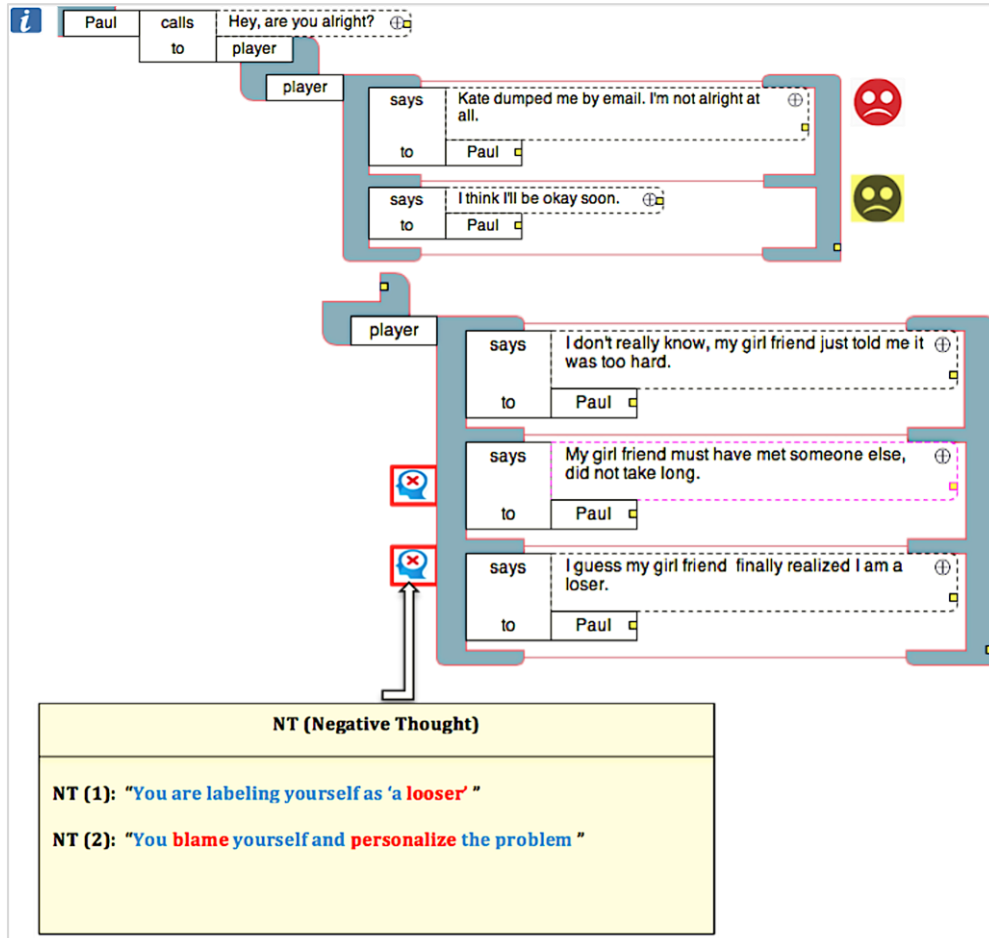 i
Paul calls Hey, are you alright?
to player
player
says Kate dumped me by email. I'm not alright at
all.
to Paul
says I think I'll be okay soon.
to Paul
player
says I don't really know, my girl friend just told me it
was too hard.
to Paul
says My girl friend must have met someone else,
did not take long.
to Paul
says I guess my girl friend finally realized I am a
loser.
to Paul
NT (Negative Thought)
NT (1): "You are labeling yourself as 'a looser' "
NT (2): "You blame yourself and personalize the problem "